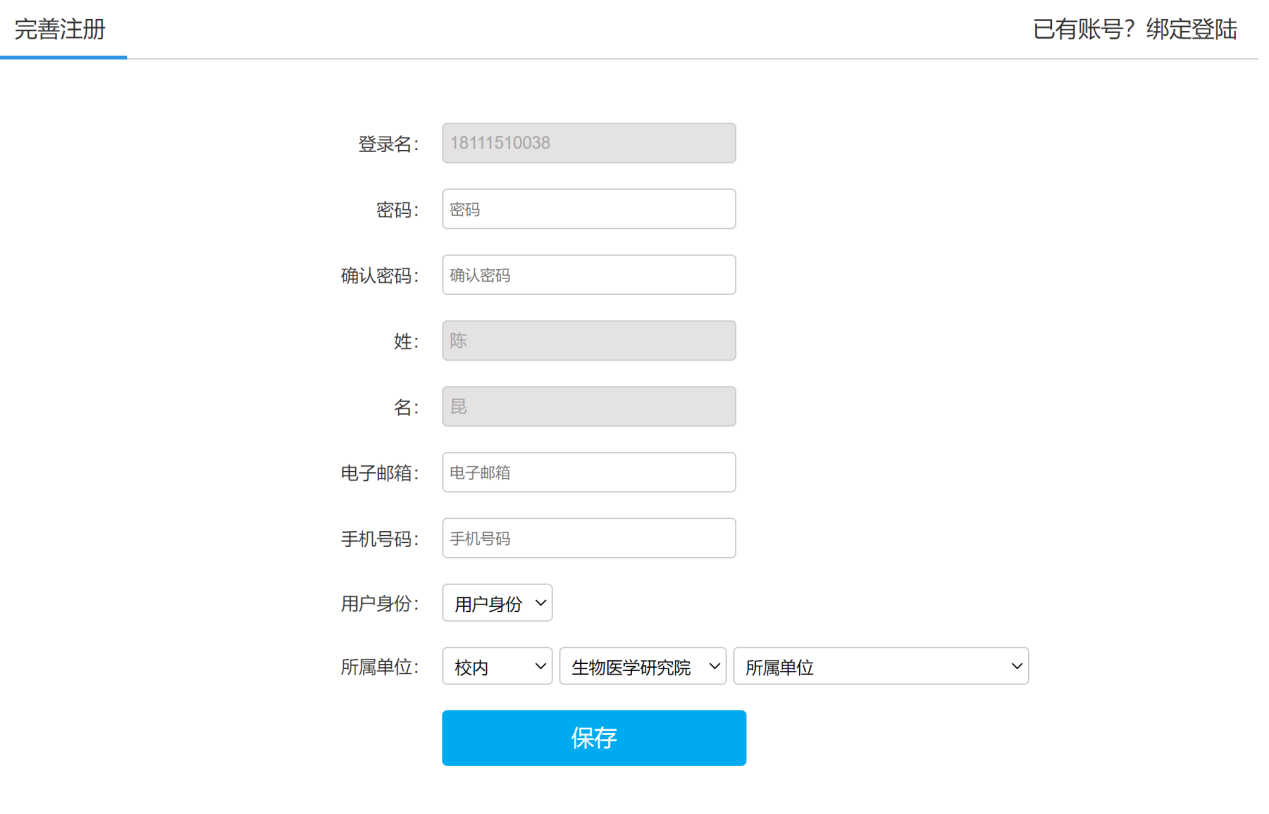 完善注册
已有账号？绑定登陆
登录名： 18111510038
密码： 密码
确认密码： 确认密码
姓： 陈
名： 昆
电子邮箱： 电子邮箱
手机号码： 手机号码
用户身份： 用户身份
所属单位： 校内 生物医学研究院 所属单位
保存